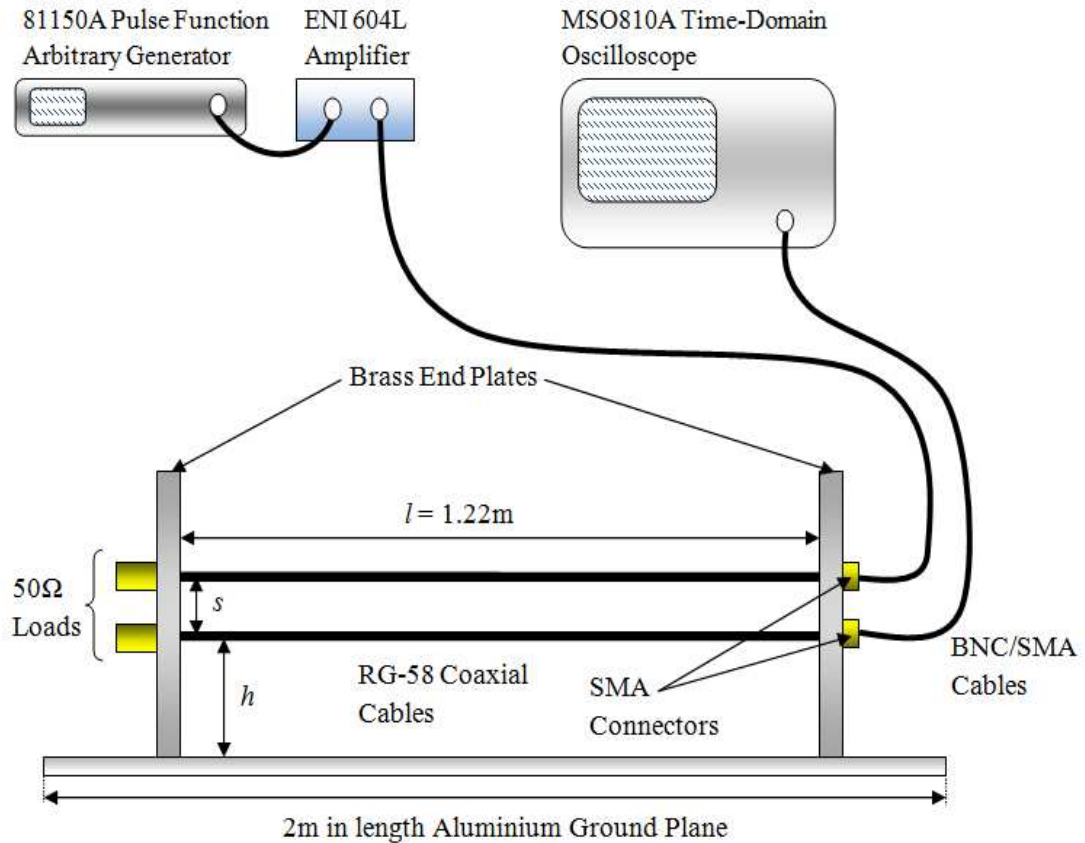 81150A Pulse Function
Arbitrary Generator
ENI 604L
Amplifier
MSO810A Time-Domain
Oscilloscope
Brass End Plates
l = 1.22m
50Ω
Loads
s
h
RG-58 Coaxial
Cables
SMA
Connectors
BNC/SMA
Cables
2m in length Aluminium Ground Plane